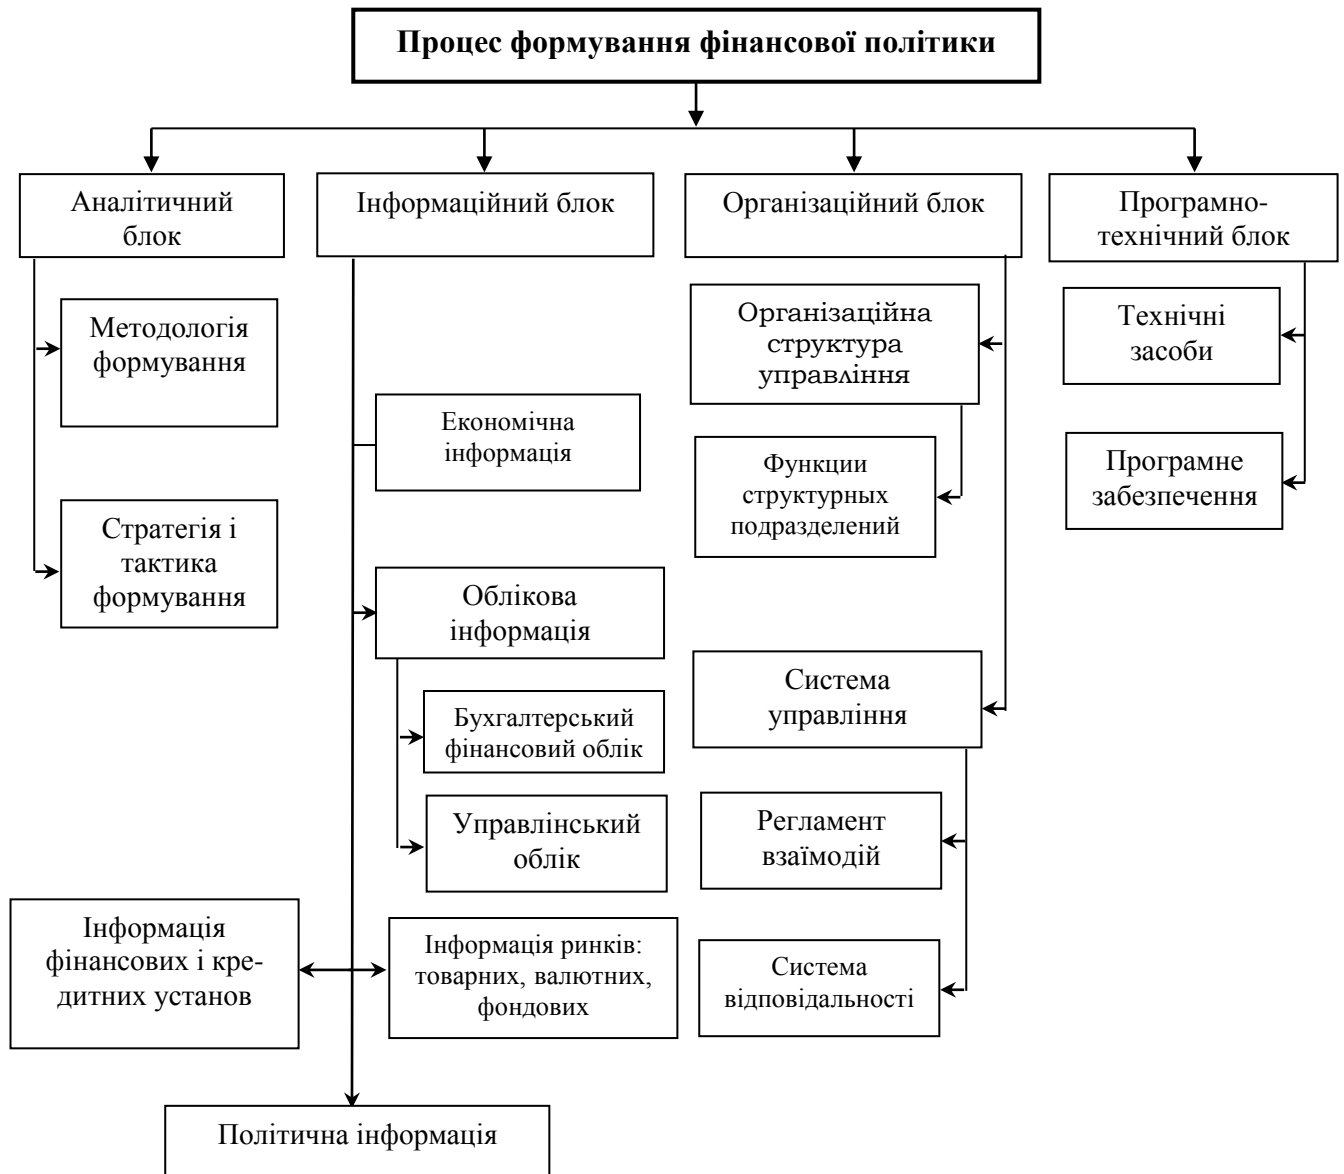 Процес формування фінансової політики
Аналітичний
блок
Інформаційний блок
Організаційний блок
Програмно-
технічний блок
Методологія
формування
Стратегія і
тактика
формування
Економічна
інформація
Облікова
інформація
Бухгалтерський
фінансовий облік
Управлінський
облік
Інформація
фінансових і кре-
дитних установ
Інформація ринків:
товарних, валютних,
фондових
Політична інформація
Організаційна
структура
управління
Функции
структурных
подразделений
Система
управління
Регламент
взаїмодій
Система
відповідальності
Технічні
засоби
Програмне
забезпечення